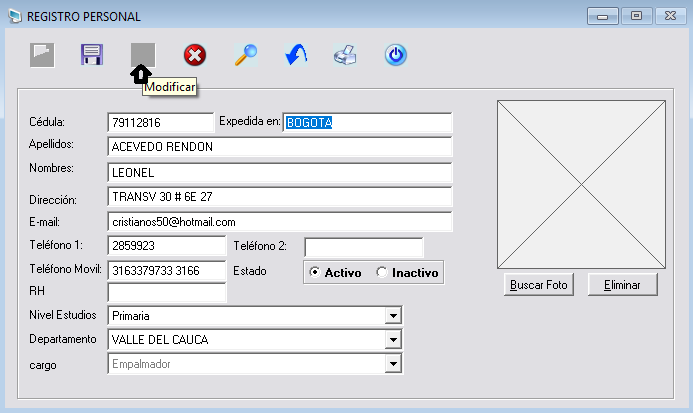 REGISTRO PERSONAL
Modificar
Cédula: 79112816 Expedida en: BOGOTA
Apellidos: ACEVEDO RENDON
Nombres: LEONEL
Dirección: TRANSV 30 # 6E 27
E-mail: cristianos50@hotmail.com
Teléfono 1: 2859923 Teléfono 2:
Teléfono Movil: 3163379733 3166 Estado Activo Inactivo
RH
Buscar Foto Eliminar
Nivel Estudios Primaria
Departamento VALLE DEL CAUCA
cargo Empalmador